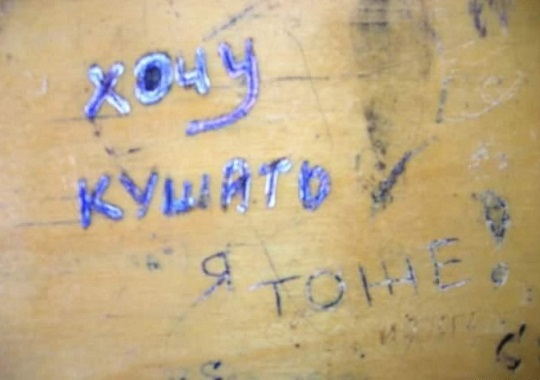 хочу
кушать
я тоже!